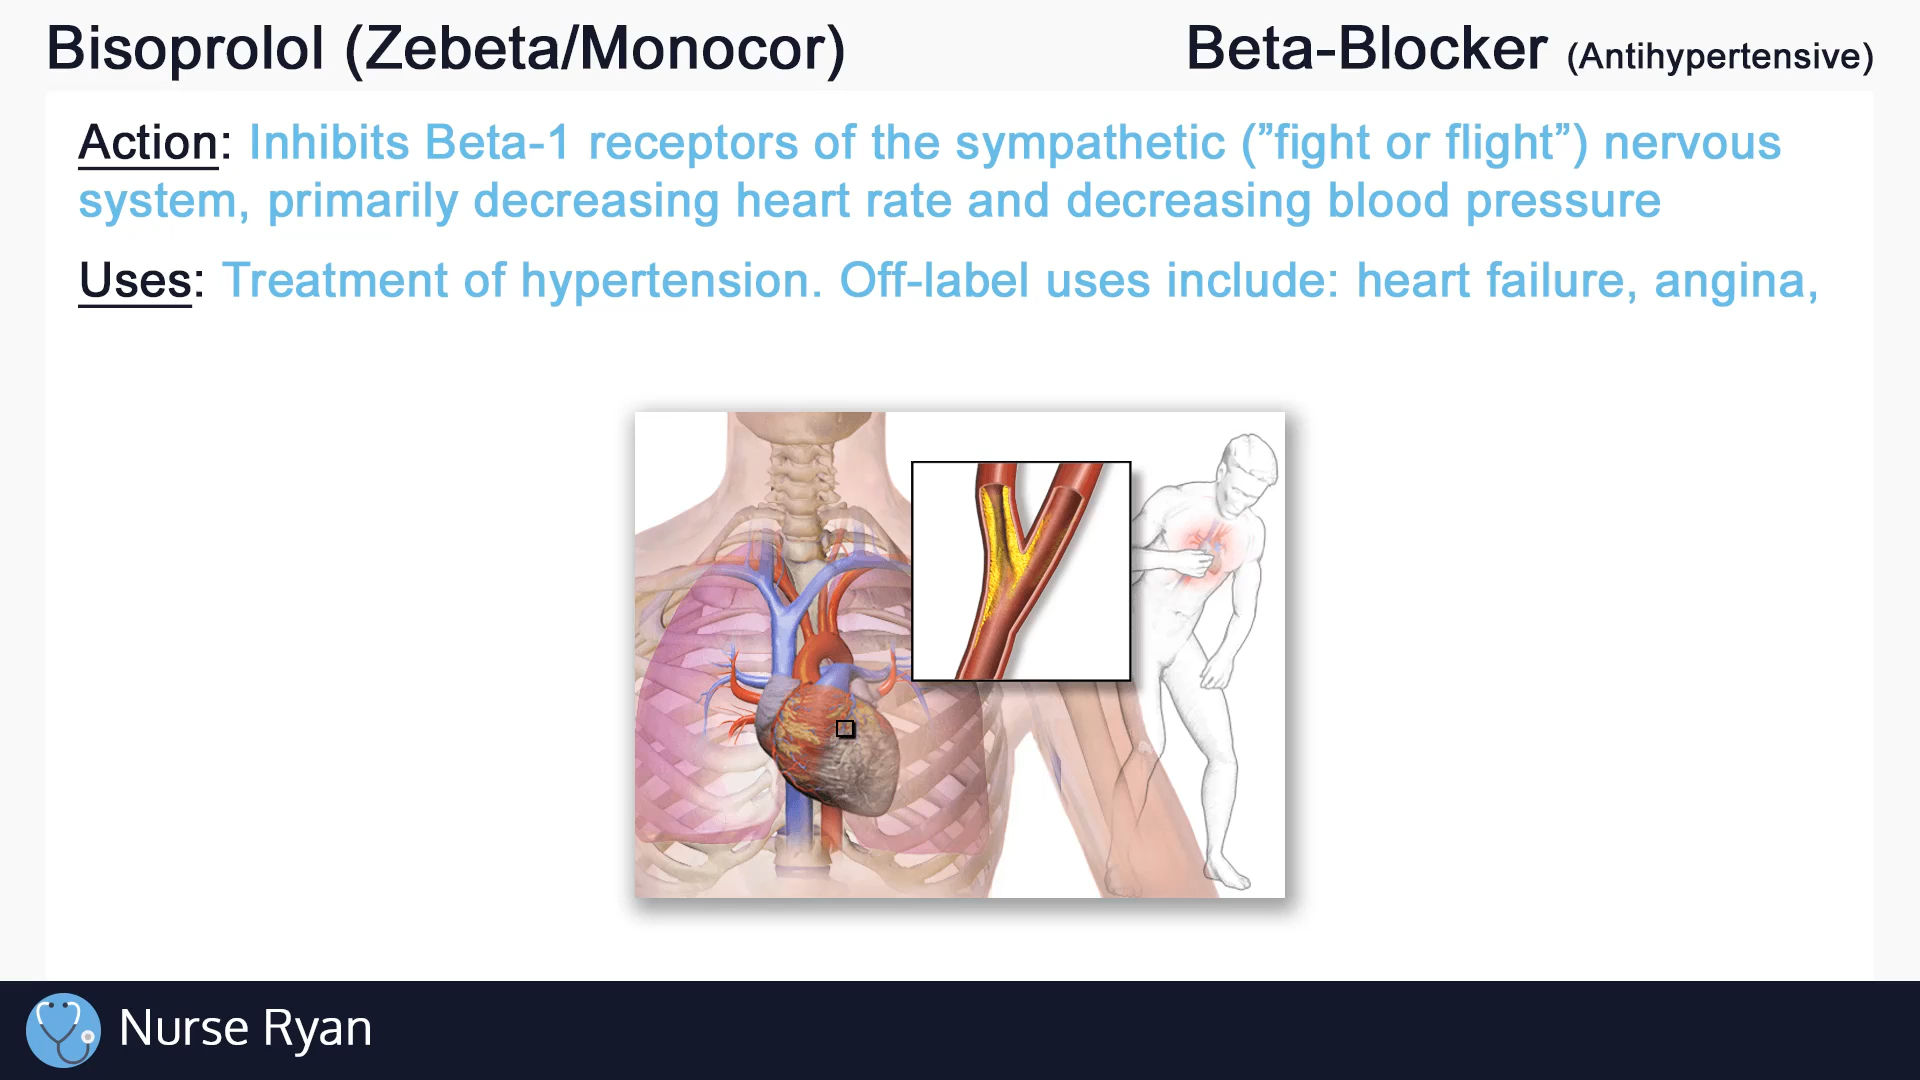 Bisoprolol (Zebeta/Monocor)
Beta-Blocker (Antihypertensive)
Action: Inhibits Beta-1 receptors of the sympathetic (”fight or flight”) nervous
system, primarily decreasing heart rate and decreasing blood pressure
Uses: Treatment of hypertension. Off-label uses include: heart failure, angina,
Nurse Ryan